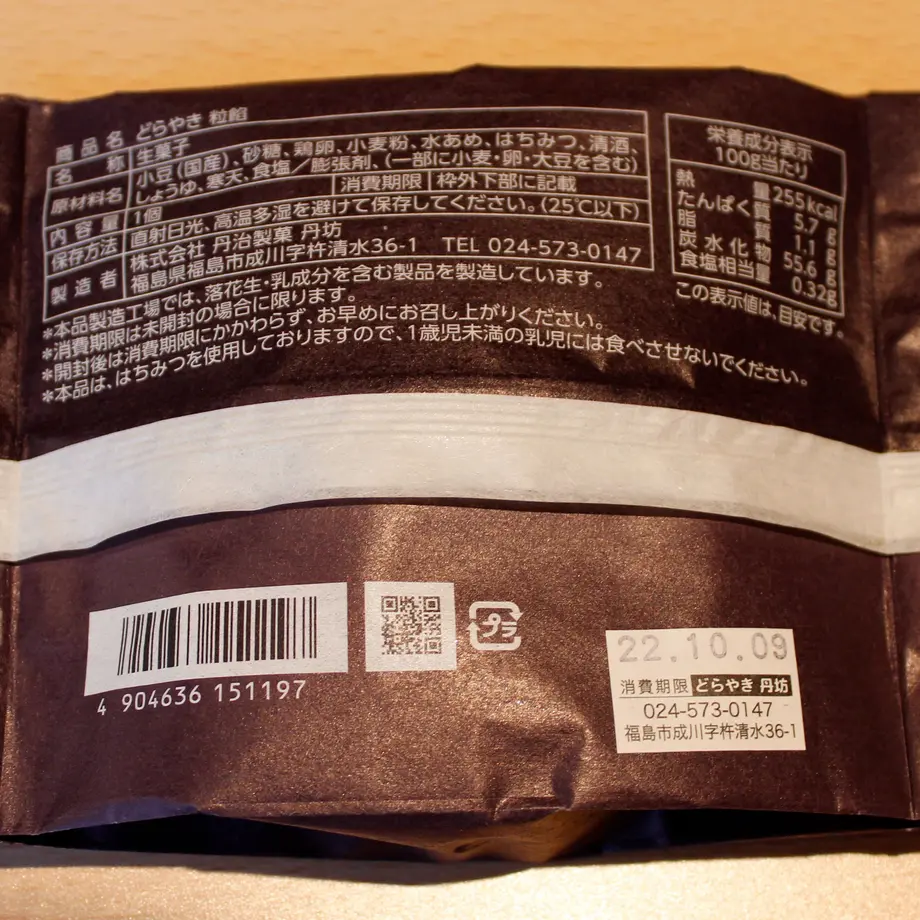 商品名 どらやき 粒餡
名称 生菓子
原材料名 小豆(国産)、砂糖、鶏卵、小麦粉、水あめ、はちみつ、清酒、
しょうゆ、寒天、食塩/膨張剤、(一部に小麦・卵・大豆を含む)
内容量 1個 消費期限 枠外下部に記載
保存方法 直射日光、高温多湿を避けて保存してください。(25℃以下)
製造者 株式会社 丹治製菓 丹坊
福島県福島市成川字杵清水36-1 TEL 024-573-0147
*本品製造工場では、落花生・乳成分を含む製品を製造しています。
*消費期限は未開封の場合に限ります。
*開封後は消費期限にかかわらず、お早めにお召し上がりください。
*本品は、はちみつを使用しておりますので、1歳児未満の乳児には食べさせないでください。
栄養成分表示
100g当たり
熱量 255kcal
たんぱく質 5.7g
脂質 1.1g
炭水化物 55.6g
食塩相当量 0.32g
この表示値は、目安です。
4 904636 151197
プラ
22.10.09
消費期限 どらやき 丹坊
024-573-0147
福島市成川字杵清水36-1